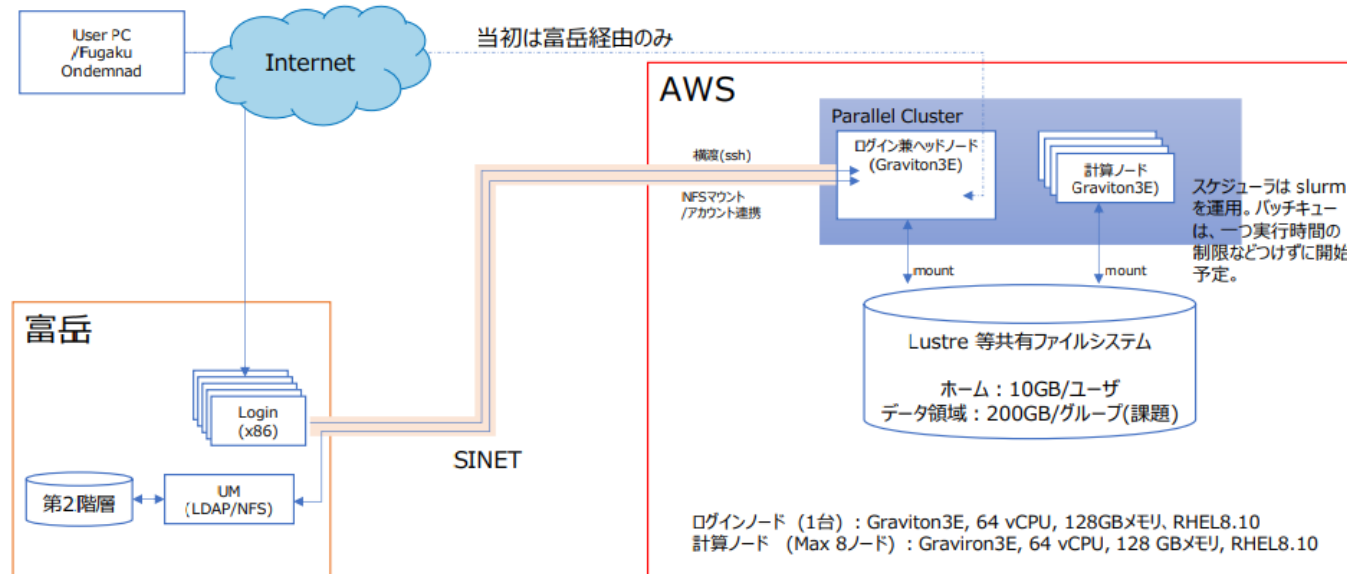 User PC
/Fugaku
Ondemnad
Internet
当初は富岳経由のみ
AWS
Parallel Cluster
ログイン兼ヘッドノード
(Graviton3E)
計算ノード
Graviton3E)
スケジューラは slurm
を運用。バッチキュー
は、一つ実行時間の
制限などつけずに開始
予定。
横渡(ssh)
NFSマウント
/アカウント連携
mount
mount
Lustre 等共有ファイルシステム
ホーム：10GB/ユーザ
データ領域：200GB/グループ(課題)
富岳
Login
(x86)
SINET
第2階層
UM
(LDAP/NFS)
ログインノード (1台) : Graviton3E, 64 vCPU, 128GBメモリ、RHEL8.10
計算ノード (Max 8ノード) : Graviron3E, 64 vCPU, 128 GBメモリ, RHEL8.10